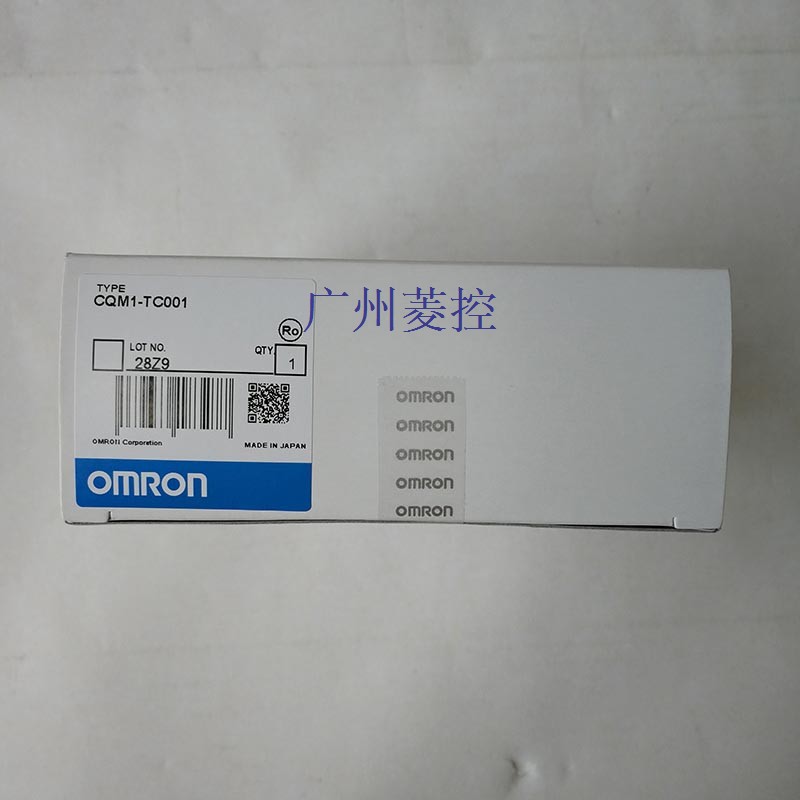 TYPE
CQM1-TC001
广州菱控
Ro
LOT NO.
28Z9
QTY.
1
OMRON Corporation
MADE IN JAPAN
OMRON
OMRON
OMRON
OMRON
OMRON
OMRON